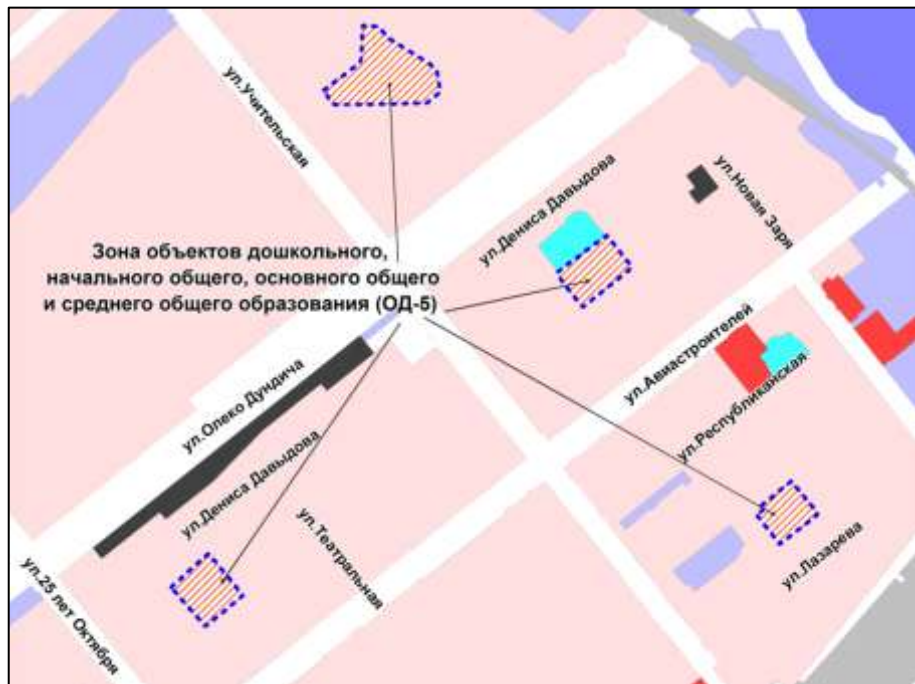 ул.Учительская
ул.Дениса Давыдова
ул.Новая Заря
Зона объектов дошкольного,
начального общего, основного общего
и среднего общего образования (ОД-5)
ул.Авиастроителей
ул.Олеко Дундича
ул.Республиканская
ул.Дениса Давыдова
ул.Театральная
ул.Лазарева
ул.25 лет Октября